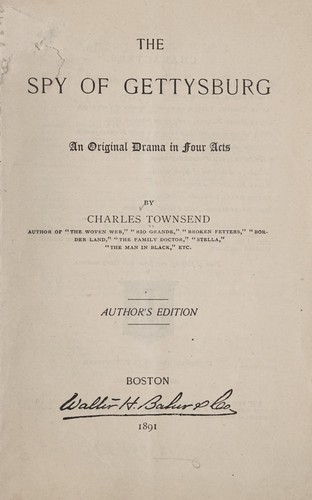 THE
SPY OF GETTYSBURG
An Original Drama in Four Acts
BY
CHARLES TOWNSEND
AUTHOR OF "THE WOVEN WEB," "RIO GRANDE," "BROKEN FETTERS," "BOR-
DER LAND," "THE FAMILY DOCTOR," "STELLA,"
"THE MAN IN BLACK," ETC.
AUTHOR'S EDITION
BOSTON
Walter H. Baker & Co.
1891